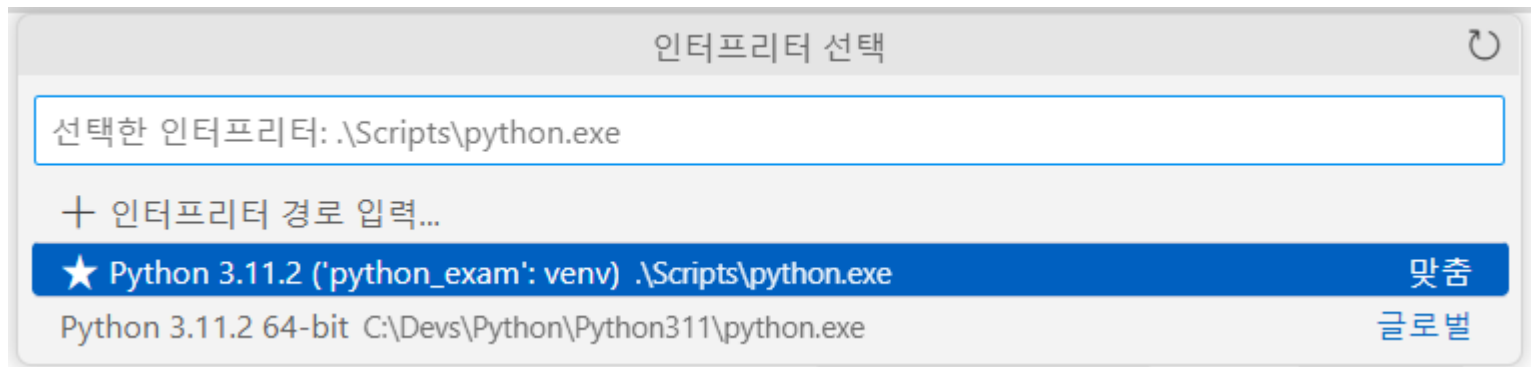 인터프리터 선택
선택한 인터프리터: .\Scripts\python.exe
+ 인터프리터 경로 입력...
★ Python 3.11.2 ('python_exam': venv) .\Scripts\python.exe 맞춤
Python 3.11.2 64-bit C:\Devs\Python\Python311\python.exe 글로벌